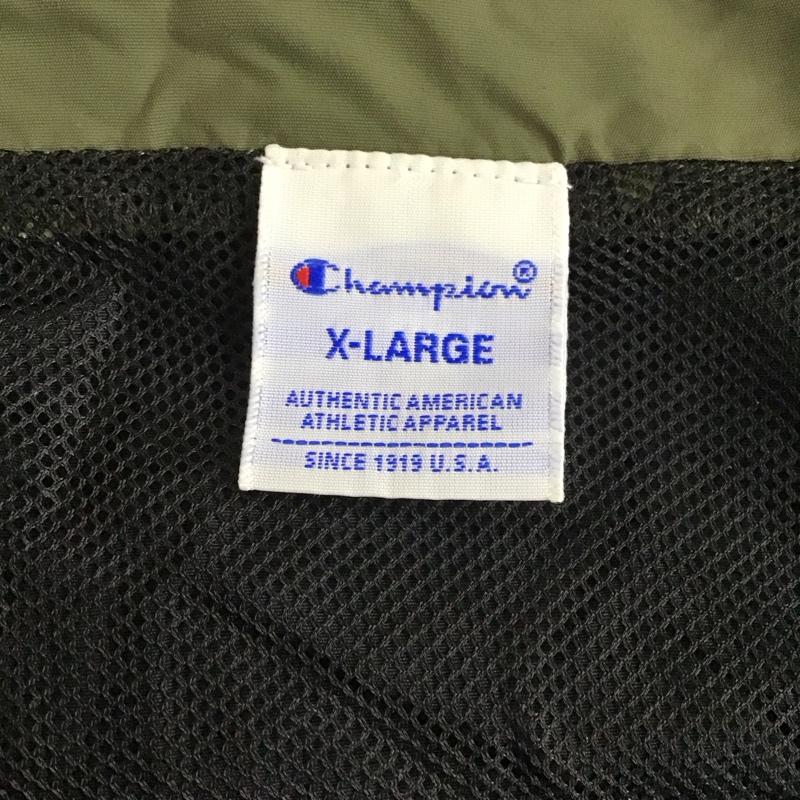 Champion®
X-LARGE
AUTHENTIC AMERICAN
ATHLETIC APPAREL
SINCE 1919 U.S.A.